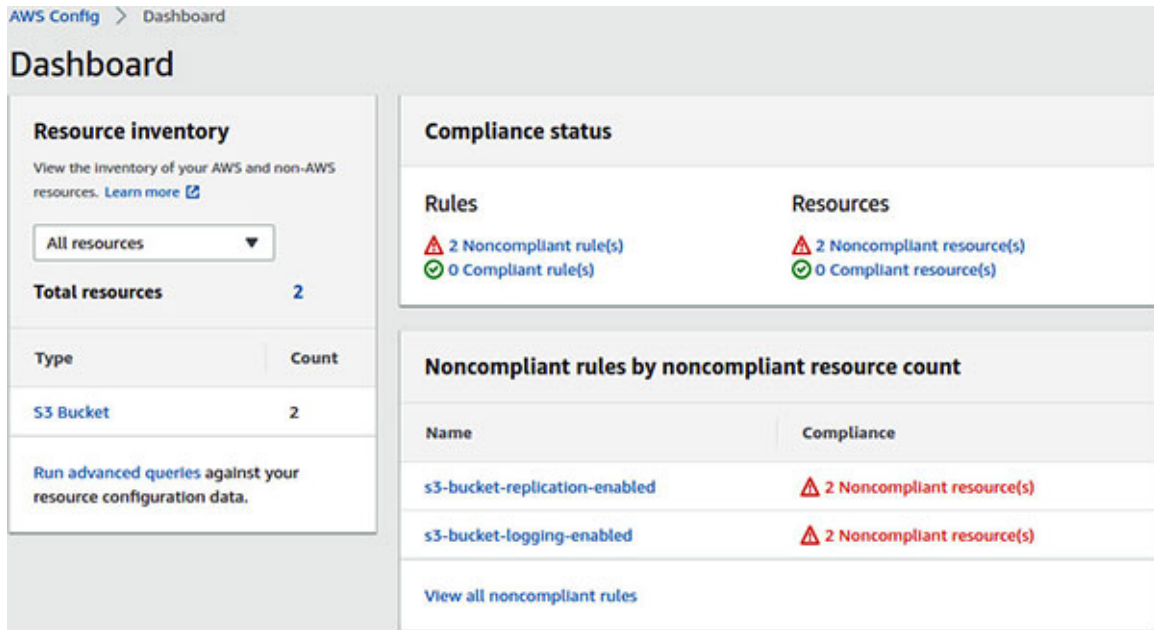 AWS Config > Dashboard
Dashboard
Resource inventory
View the inventory of your AWS and non-AWS
resources. Learn more
All resources
Total resources 2
Type Count
S3 Bucket 2
Run advanced queries against your
resource configuration data.
Compliance status
Rules Resources
2 Noncompliant rule(s) 2 Noncompliant resource(s)
0 Compliant rule(s) 0 Compliant resource(s)
Noncompliant rules by noncompliant resource count
Name Compliance
s3-bucket-replication-enabled 2 Noncompliant resource(s)
s3-bucket-logging-enabled 2 Noncompliant resource(s)
View all noncompliant rules